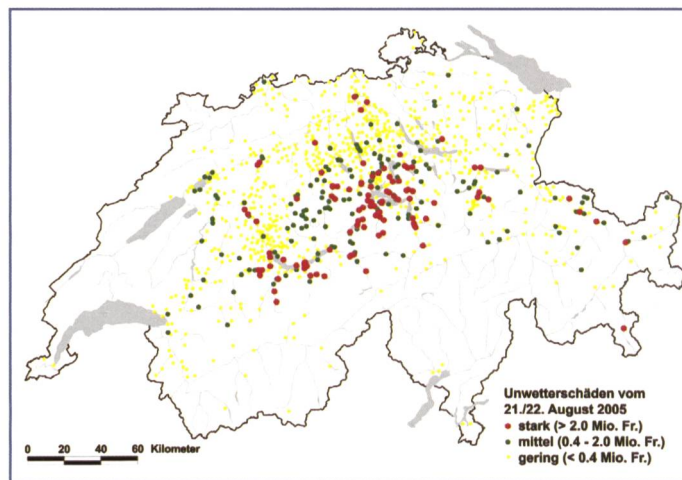 Unwetterschäden vom
21./22. August 2005
stark (> 2.0 Mio. Fr.)
mittel (0.4 - 2.0 Mio. Fr.)
gering (< 0.4 Mio. Fr.)
0 20 40 60 Kilometer